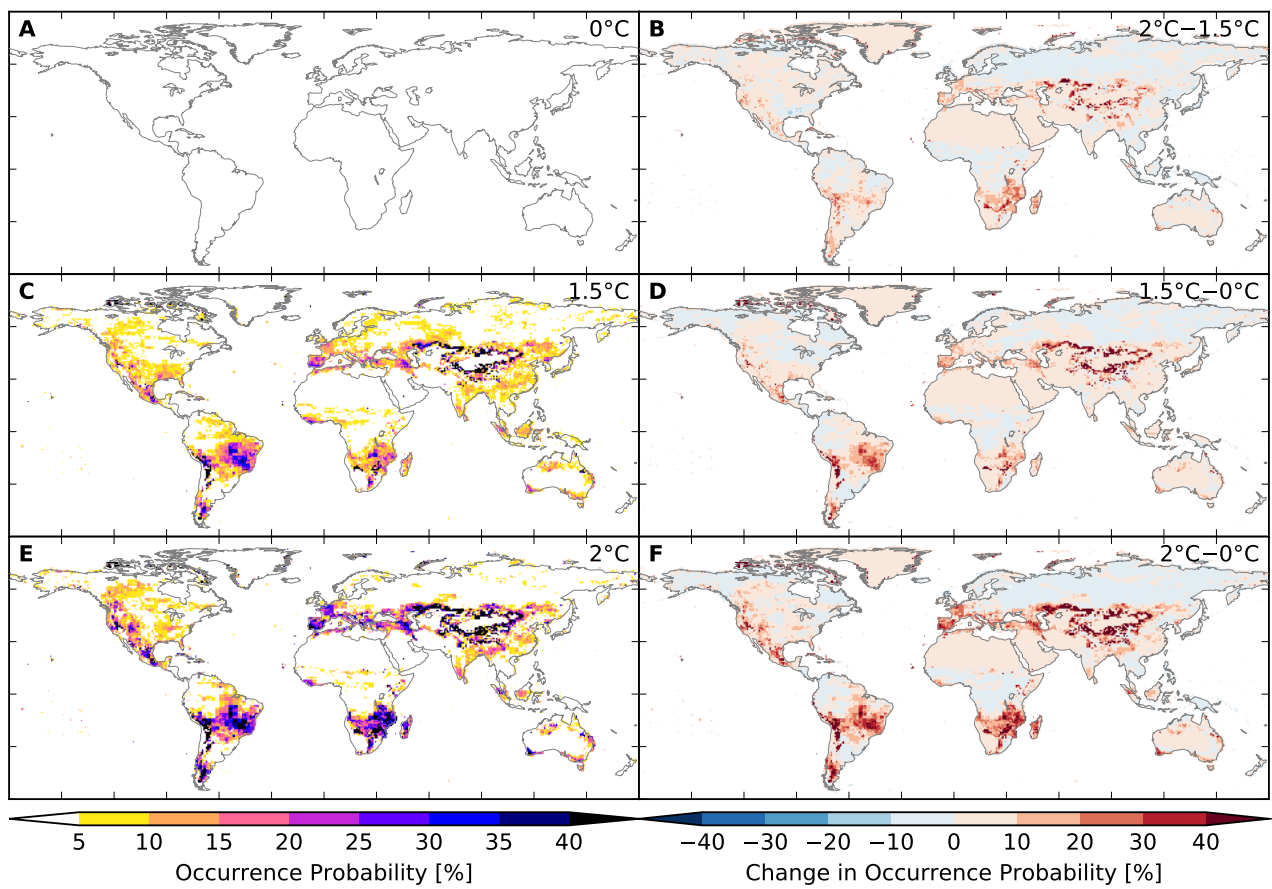 A 0°C
B 2°C−1.5°C
C 1.5°C
D 1.5°C−0°C
E 2°C
F 2°C−0°C
5 10 15 20 25 30 35 40
Occurrence Probability [%]
−40 −30 −20 −10 0 10 20 30 40
Change in Occurrence Probability [%]